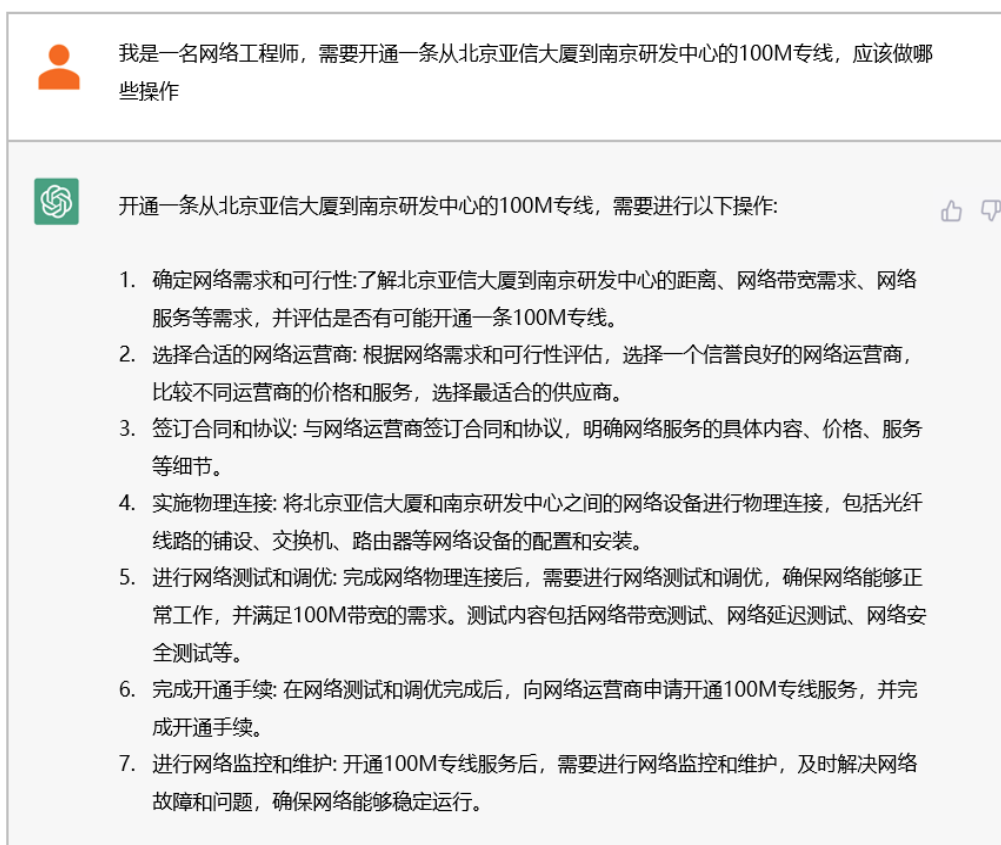 我是一名网络工程师，需要开通一条从北京亚信大厦到南京研发中心的100M专线，应该做哪
些操作
开通一条从北京亚信大厦到南京研发中心的100M专线，需要进行以下操作:
1. 确定网络需求和可行性:了解北京亚信大厦到南京研发中心的距离、网络带宽需求、网络
服务等需求，并评估是否有可能开通一条100M专线。
2. 选择合适的网络运营商: 根据网络需求和可行性评估，选择一个信誉良好的网络运营商，
比较不同运营商的价格和服务，选择最适合的供应商。
3. 签订合同和协议: 与网络运营商签订合同和协议，明确网络服务的具体内容、价格、服务
等细节。
4. 实施物理连接: 将北京亚信大厦和南京研发中心之间的网络设备进行物理连接，包括光纤
线路的铺设、交换机、路由器等网络设备的配置和安装。
5. 进行网络测试和调优: 完成网络物理连接后，需要进行网络测试和调优，确保网络能够正
常工作，并满足100M带宽的需求。测试内容包括网络带宽测试、网络延迟测试、网络安
全测试等。
6. 完成开通手续: 在网络测试和调优完成后，向网络运营商申请开通100M专线服务，并完
成开通手续。
7. 进行网络监控和维护: 开通100M专线服务后，需要进行网络监控和维护，及时解决网络
故障和问题，确保网络能够稳定运行。